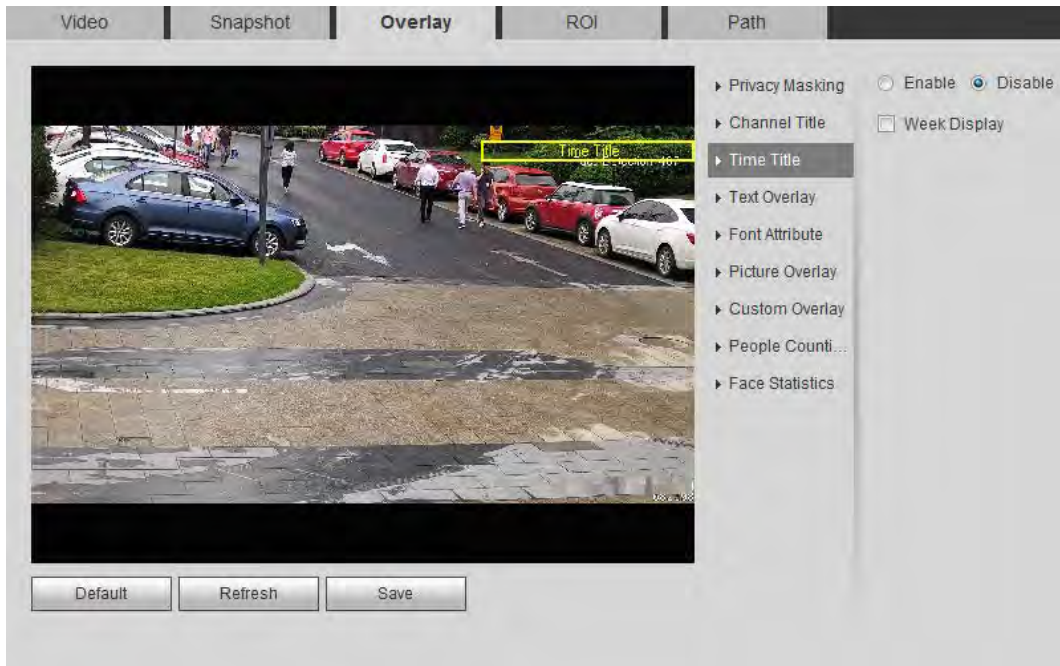 Video Snapshot Overlay ROI Path
Privacy Masking
Channel Title
Time Title
Text Overlay
Font Attribute
Picture Overlay
Custom Overlay
People Counti...
Face Statistics
Enable Disable
Week Display
Time Title
Default Refresh Save